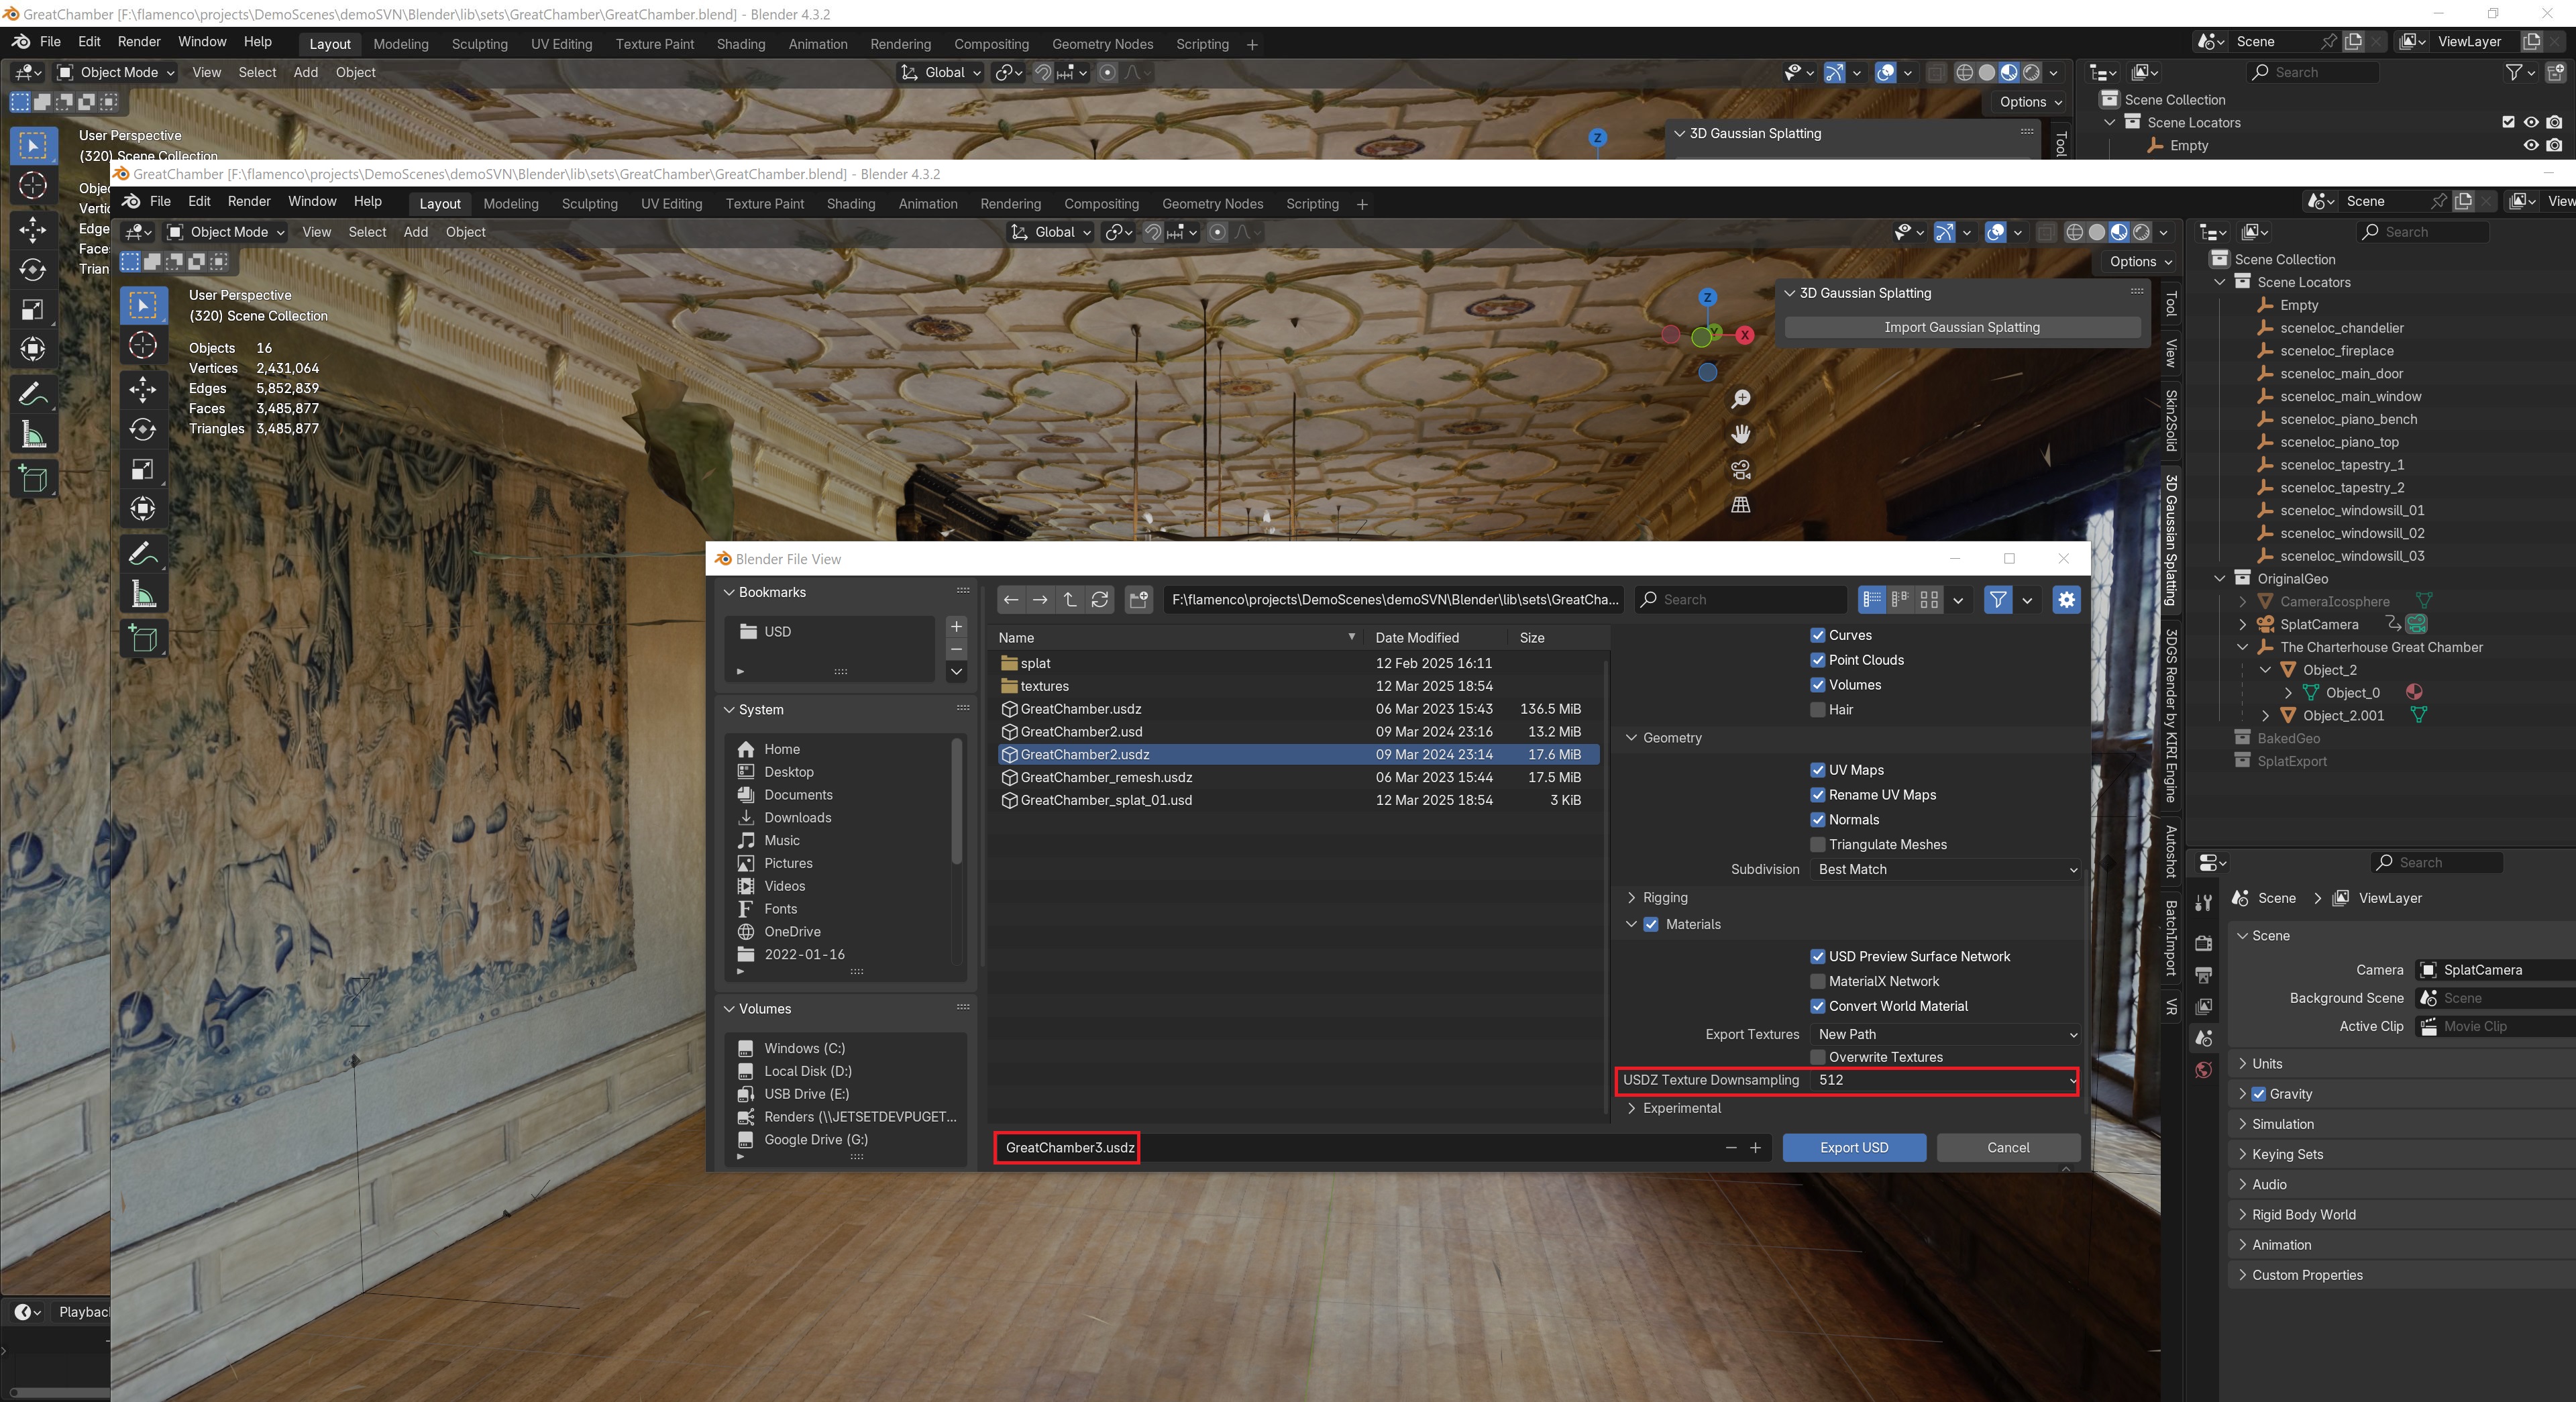 GreatChamber [F:\flamenco\projects\DemoScenes\demoSVN\Blender\lib\sets\GreatChamber\GreatChamber.blend] - Blender 4.3.2
File Edit Render Window Help Layout Modeling Sculpting UV Editing Texture Paint Shading Animation Rendering Compositing Geometry Nodes Scripting + Scene ViewLayer
Object Mode View Select Add Object Global Search
Options
User Perspective
(320) Scene Collection
3D Gaussian Splatting
Tool
Scene Collection
Scene Locators
Empty
Z
Obje
Vertic
Edge
Face
Trian
GreatChamber [F:\flamenco\projects\DemoScenes\demoSVN\Blender\lib\sets\GreatChamber\GreatChamber.blend] - Blender 4.3.2
File Edit Render Window Help Layout Modeling Sculpting UV Editing Texture Paint Shading Animation Rendering Compositing Geometry Nodes Scripting + Scene View
Object Mode View Select Add Object Global Search
Options
User Perspective
(320) Scene Collection
Objects 16
Vertices 2,431,064
Edges 5,852,839
Faces 3,485,877
Triangles 3,485,877
3D Gaussian Splatting
Import Gaussian Splatting
Z
Y
X
Tool
View
Skin2Solid
3D Gaussian Splatting
3DGS Render by KIRI Engine
Autoshot
BatchImport
VR
Scene Collection
Scene Locators
Empty
sceneloc_chandelier
sceneloc_fireplace
sceneloc_main_door
sceneloc_main_window
sceneloc_piano_bench
sceneloc_piano_top
sceneloc_tapestry_1
sceneloc_tapestry_2
sceneloc_windowsill_01
sceneloc_windowsill_02
sceneloc_windowsill_03
OriginalGeo
CameraIcosphere
SplatCamera
The Charterhouse Great Chamber
Object_2
Object_0
Object_2.001
BakedGeo
SplatExport
Blender File View
Bookmarks
USD
System
Home
Desktop
Documents
Downloads
Music
Pictures
Videos
Fonts
OneDrive
2022-01-16
Volumes
Windows (C:)
Local Disk (D:)
USB Drive (E:)
Renders (\\JETSETDEVPUGET...
Google Drive (G:)
F:\flamenco\projects\DemoScenes\demoSVN\Blender\lib\sets\GreatCha... Search
Name Date Modified Size
splat 12 Feb 2025 16:11
textures 12 Mar 2025 18:54
GreatChamber.usdz 06 Mar 2023 15:43 136.5 MiB
GreatChamber2.usd 09 Mar 2024 23:16 13.2 MiB
GreatChamber2.usdz 09 Mar 2024 23:14 17.6 MiB
GreatChamber_remesh.usdz 06 Mar 2023 15:44 17.5 MiB
GreatChamber_splat_01.usd 12 Mar 2025 18:54 3 KiB
Curves
Point Clouds
Volumes
Hair
Geometry
UV Maps
Rename UV Maps
Normals
Triangulate Meshes
Subdivision Best Match
Rigging
Materials
USD Preview Surface Network
MaterialX Network
Convert World Material
Export Textures New Path
Overwrite Textures
USDZ Texture Downsampling 512
Experimental
GreatChamber3.usdz Export USD Cancel
Search
Scene ViewLayer
Scene
Camera SplatCamera
Background Scene Scene
Active Clip Movie Clip
Units
Gravity
Simulation
Keying Sets
Audio
Rigid Body World
Animation
Custom Properties
Playbac